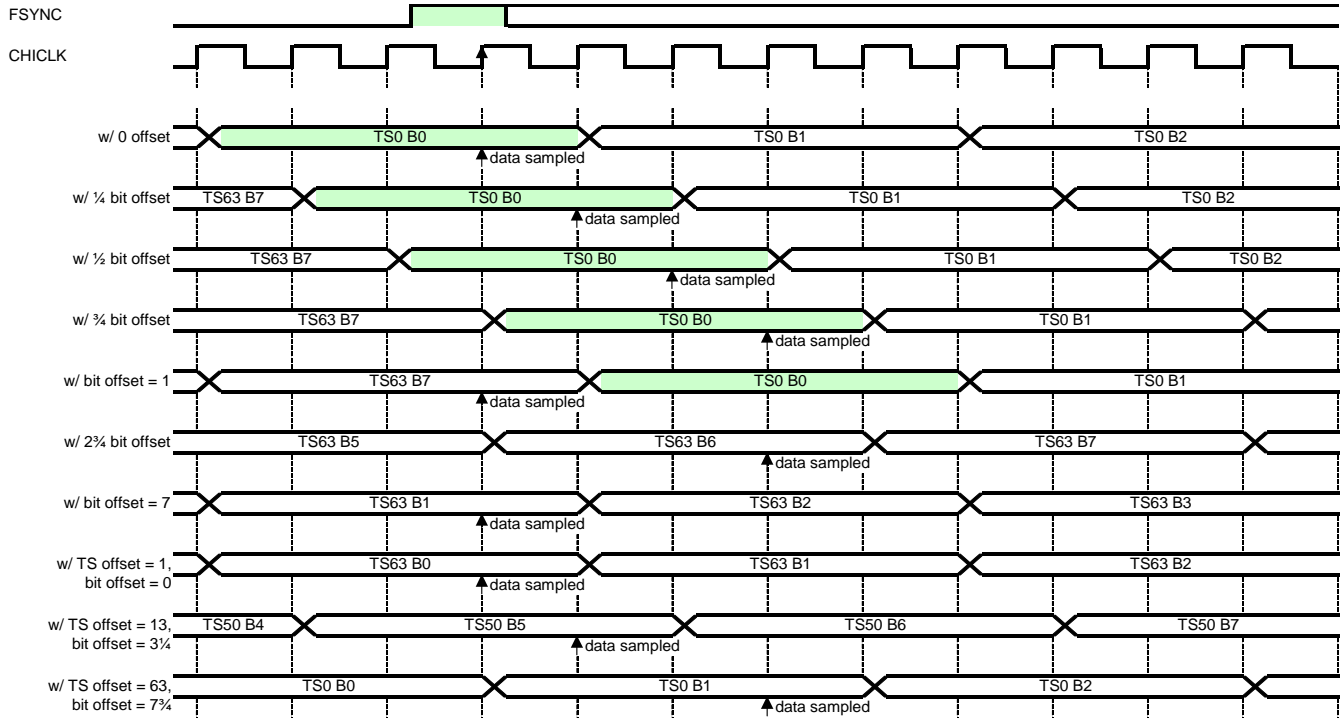 FSYNC
CHICLK
w/ 0 offset TS0 B0 TS0 B1 TS0 B2
data sampled
w/ ¼ bit offset TS63 B7 TS0 B0 TS0 B1 TS0 B2
data sampled
w/ ½ bit offset TS63 B7 TS0 B0 TS0 B1 TS0 B2
data sampled
w/ ¾ bit offset TS63 B7 TS0 B0 TS0 B1
data sampled
w/ bit offset = 1 TS63 B7 TS0 B0 TS0 B1
data sampled
w/ 2¾ bit offset TS63 B5 TS63 B6 TS63 B7
data sampled
w/ bit offset = 7 TS63 B1 TS63 B2 TS63 B3
data sampled
w/ TS offset = 1, TS63 B0 TS63 B1 TS63 B2
bit offset = 0 data sampled
w/ TS offset = 13, TS50 B4 TS50 B5 TS50 B6 TS50 B7
bit offset = 3¼ data sampled
w/ TS offset = 63, TS0 B0 TS0 B1 TS0 B2
bit offset = 7¾ data sampled